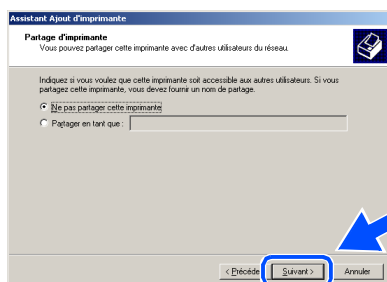 Assistant Ajout d'imprimante
Partage d'imprimante
Vous pouvez partager cette imprimante avec d'autres utilisateurs du réseau.
Indiquez si vous voulez que cette imprimante soit accessible aux autres utilisateurs. Si vous
partagez cette imprimante, vous devez fournir un nom de partage.
Ne pas partager cette imprimante
Partager en tant que :
< Précéde Suivant > Annuler